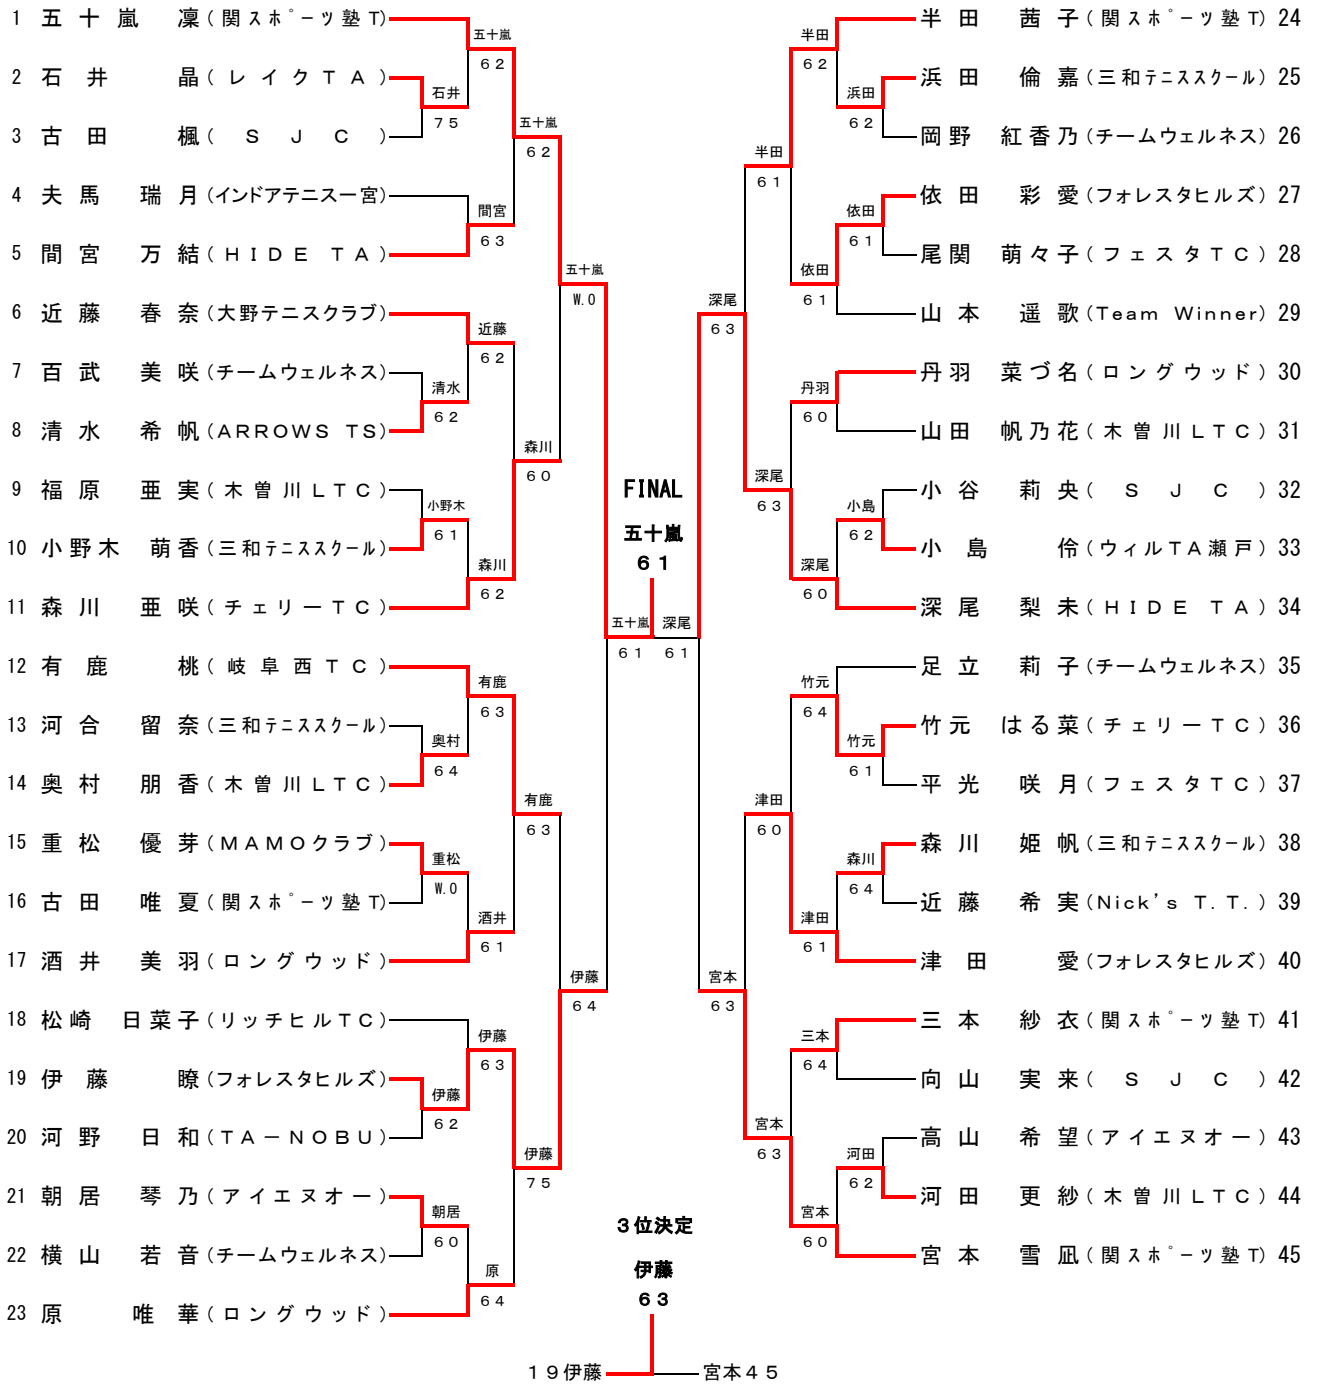 1 五十嵐 凜(関スポーツ塾T)
2 石井 晶(レイクTA)
3 古田 楓(SJC)
4 夫馬 瑞月(インドアテニス一宮)
5 間宮 万結(HIDE TA)
6 近藤 春奈(大野テニスクラブ)
7 百武 美咲(チームウェルネス)
8 清水 希帆(ARROWS TS)
9 福原 亜実(木曽川LTC)
10 小野木 萌香(三和テニススクール)
11 森川 亜咲(チェリーTC)
12 有鹿 桃(岐阜西TC)
13 河合 留奈(三和テニススクール)
14 奥村 朋香(木曽川LTC)
15 重松 優芽(MAMOクラブ)
16 古田 唯夏(関スポーツ塾T)
17 酒井 美羽(ロングウッド)
18 松崎 日菜子(リッチヒルTC)
19 伊藤 瞭(フォレスタヒルズ)
20 河野 日和(TA－NOBU)
21 朝居 琴乃(アイエヌオー)
22 横山 若音(チームウェルネス)
23 原 唯華(ロングウッド)
石井
75
清水
62
小野木
61
奥村
64
重松
W.0
伊藤
62
朝居
60
五十嵐
62
間宮
63
近藤
62
森川
62
有鹿
63
酒井
61
伊藤
63
原
64
五十嵐
62
森川
60
有鹿
63
伊藤
75
五十嵐
W.0
伊藤
64
五十嵐
61
FINAL
五十嵐
61
深尾
61
深尾
63
宮本
63
半田
61
深尾
63
津田
60
宮本
63
半田
62
依田
61
丹羽
60
深尾
60
竹元
64
津田
61
三本
64
宮本
60
浜田
62
依田
61
小島
62
竹元
61
森川
64
河田
62
半田 茜子(関スポーツ塾T) 24
浜田 倫嘉(三和テニススクール) 25
岡野 紅香乃(チームウェルネス) 26
依田 彩愛(フォレスタヒルズ) 27
尾関 萌々子(フェスタTC) 28
山本 遥歌(Team Winner) 29
丹羽 菜づ名(ロングウッド) 30
山田 帆乃花(木曽川LTC) 31
小谷 莉央(SJC) 32
小島 伶(ウィルTA瀬戸) 33
深尾 梨未(HIDE TA) 34
足立 莉子(チームウェルネス) 35
竹元 はる菜(チェリーTC) 36
平光 咲月(フェスタTC) 37
森川 姫帆(三和テニススクール) 38
近藤 希実(Nick's T.T.) 39
津田 愛(フォレスタヒルズ) 40
三本 紗衣(関スポーツ塾T) 41
向山 実来(SJC) 42
高山 希望(アイエヌオー) 43
河田 更紗(木曽川LTC) 44
宮本 雪凪(関スポーツ塾T) 45
3位決定
伊藤
63
19伊藤 宮本45